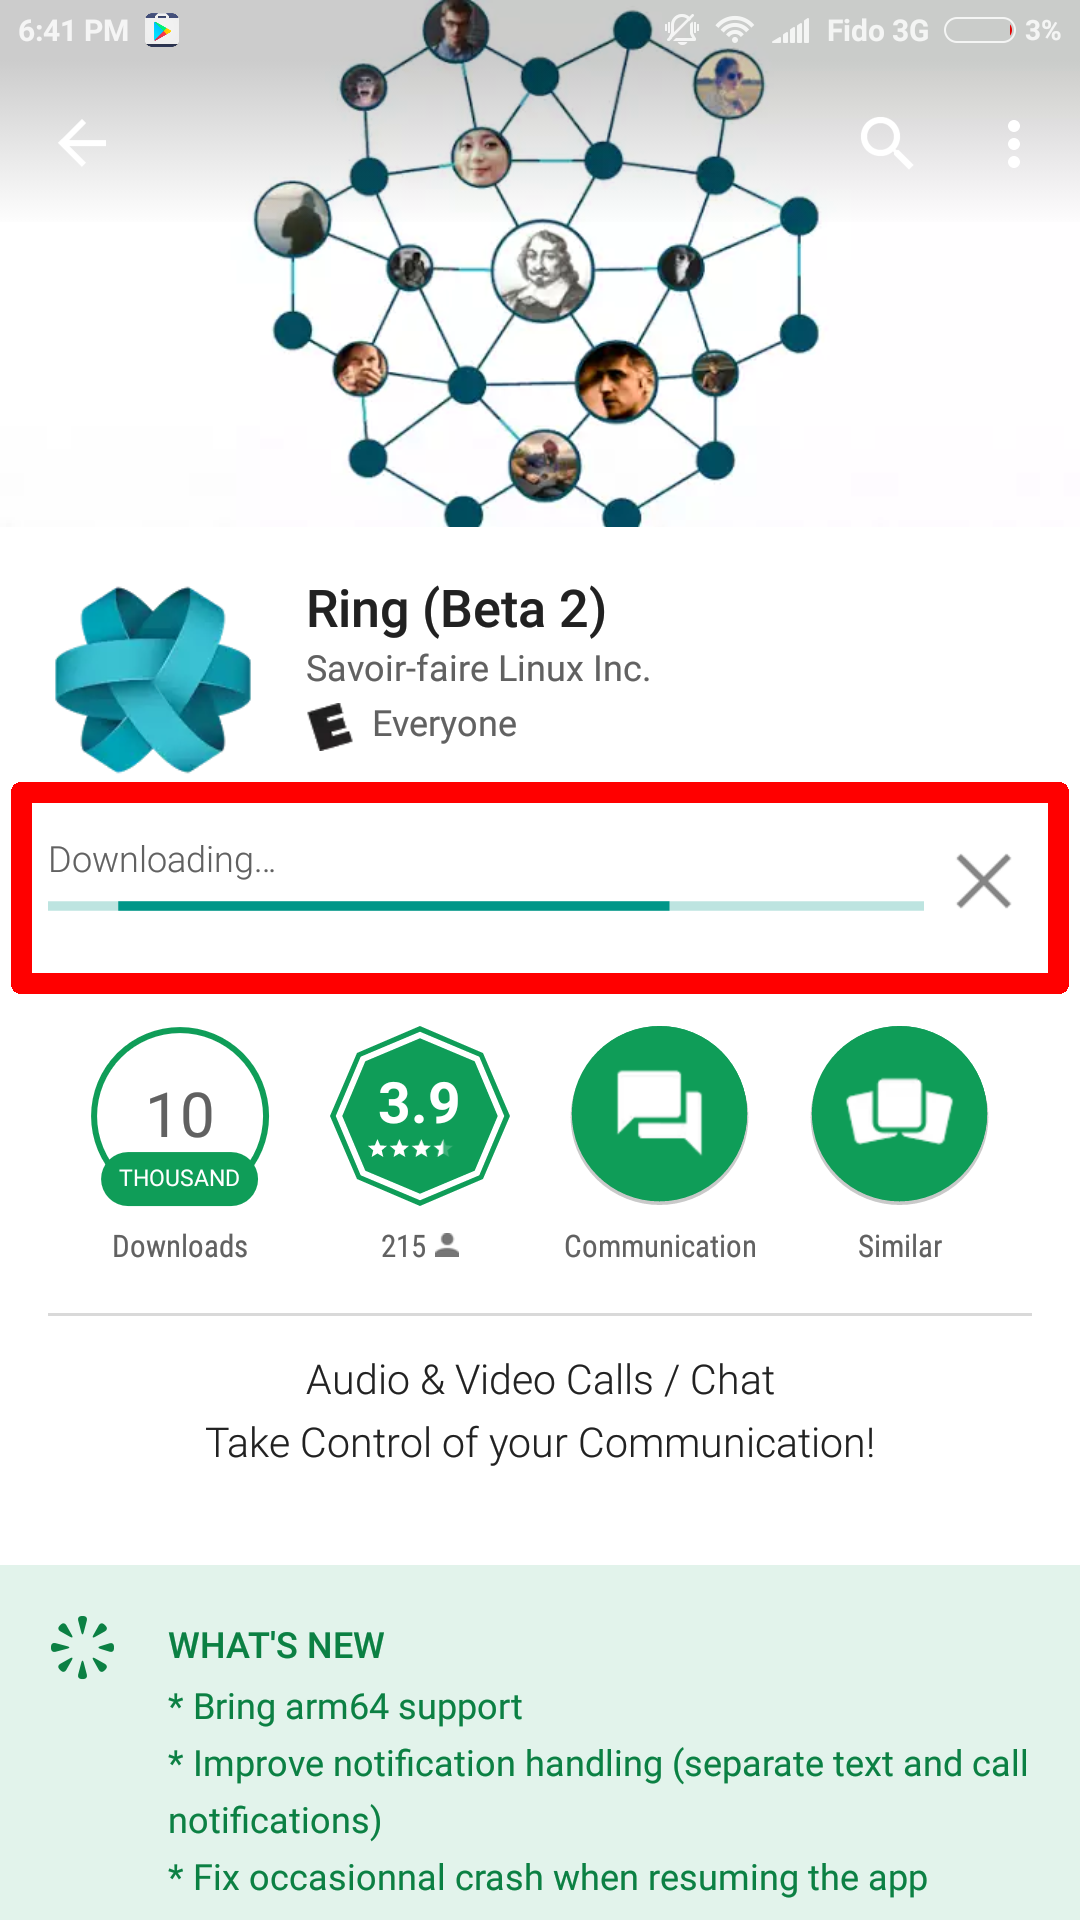 6:41 PM Fido 3G 3%
Ring (Beta 2)
Savoir-faire Linux Inc.
E Everyone
Downloading...
10
THOUSAND
3.9
Downloads 215 Communication Similar
Audio & Video Calls / Chat
Take Control of your Communication!
WHAT'S NEW
* Bring arm64 support
* Improve notification handling (separate text and call
notifications)
* Fix occasionnal crash when resuming the app